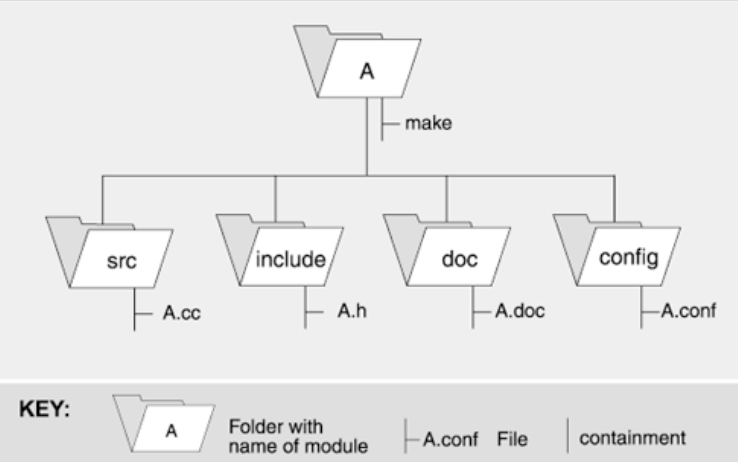 A
make
src
include
doc
config
A.cc
A.h
A.doc
A.conf
KEY:
A
Folder with
name of module
A.conf File
containment